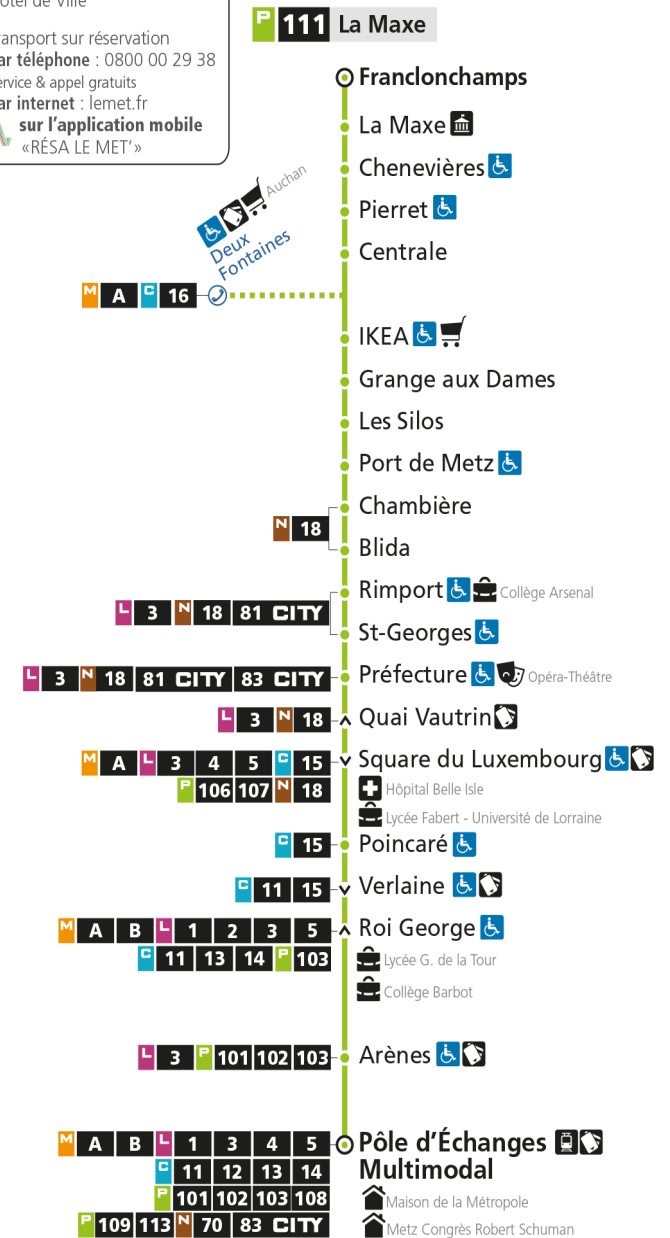 Hôtel de Ville
P 111 La Maxe
transport sur réservation
par téléphone : 0800 00 29 38
service & appel gratuits
par internet : lemet.fr
sur l'application mobile
«RÉSA LE MET'»
Franclonchamps
La Maxe
Chenevières
Pierret
Centrale
Auchan
Deux
Fontaines
M A C 16
IKEA
Grange aux Dames
Les Silos
Port de Metz
Chambière
N 18
Blida
Rimport Collège Arsenal
L 3 N 18 81 CITY
St-Georges
L 3 N 18 81 CITY 83 CITY Préfecture Opéra-Théâtre
L 3 N 18 Quai Vautrin
M A L 3 4 5 C 15 Square du Luxembourg
P 106 107 N 18 Hôpital Belle Isle
Lycée Fabert - Université de Lorraine
C 15 Poincaré
C 11 15 Verlaine
M A B L 1 2 3 5 Roi George
C 11 13 14 P 103 Lycée G. de la Tour
Collège Barbot
L 3 P 101 102 103 Arènes
M A B L 1 3 4 5 Pôle d'Échanges
C 11 12 13 14 Multimodal
P 101 102 103 108 Maison de la Métropole
P 109 113 N 70 83 CITY Metz Congrès Robert Schuman